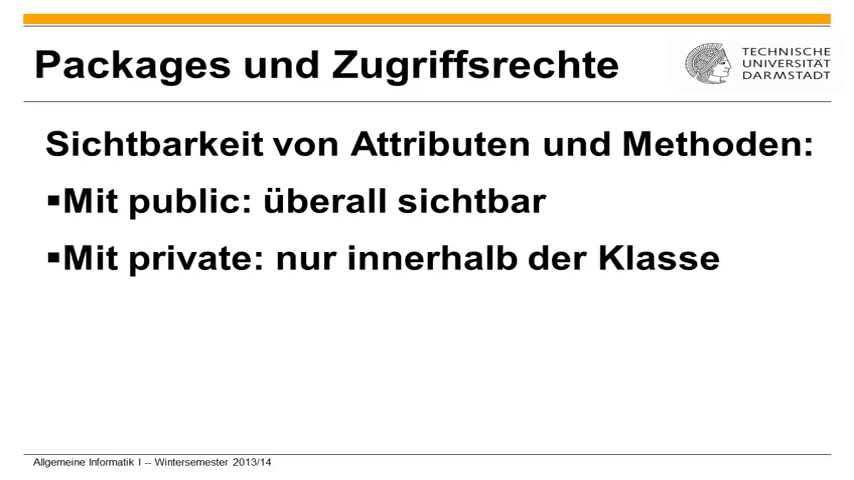 Packages und Zugriffsrechte
TECHNISCHE
UNIVERSITÄT
DARMSTADT
Sichtbarkeit von Attributen und Methoden:
▪Mit public: überall sichtbar
▪Mit private: nur innerhalb der Klasse
Allgemeine Informatik I -- Wintersemester 2013/14